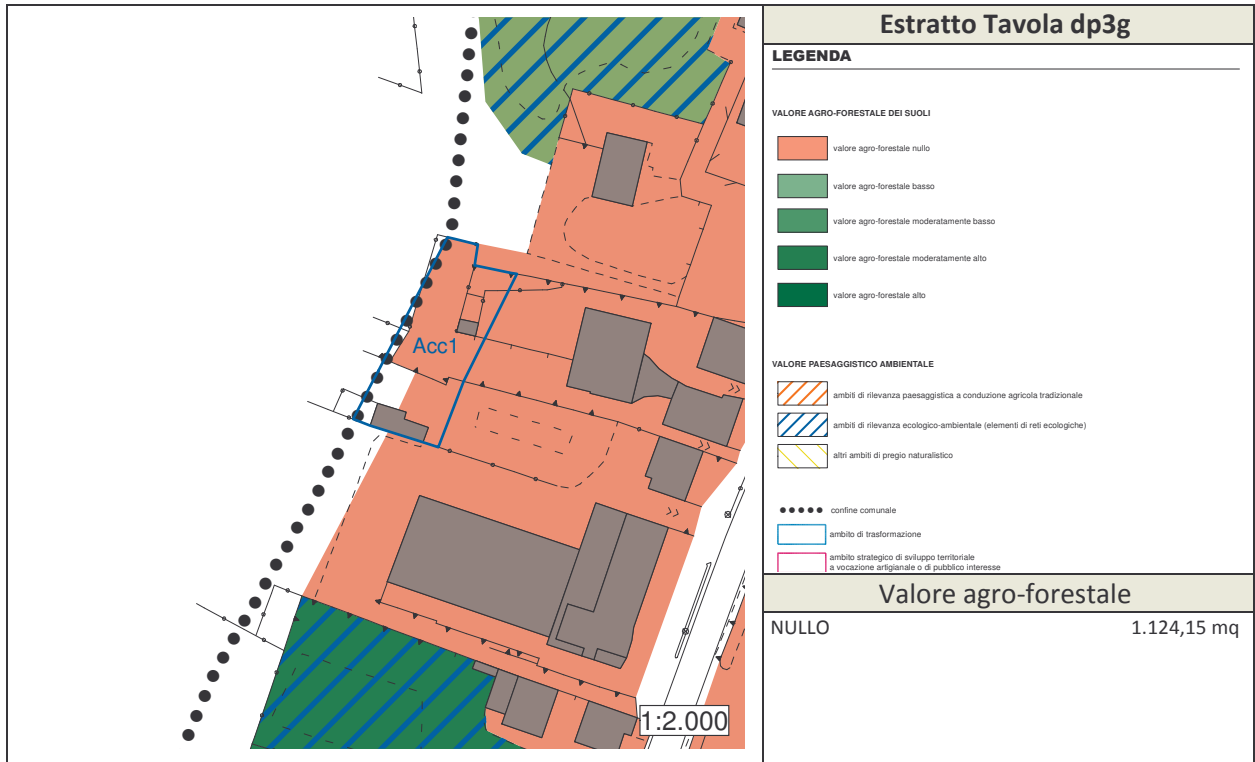 Acc1
1:2.000
Estratto Tavola dp3g
LEGENDA
VALORE AGRO-FORESTALE DEI SUOLI
valore agro-forestale nullo
valore agro-forestale basso
valore agro-forestale moderatamente basso
valore agro-forestale moderatamente alto
valore agro-forestale alto
VALORE PAESAGGISTICO AMBIENTALE
ambiti di rilevanza paesaggistica a conduzione agricola tradizionale
ambiti di rilevanza ecologico-ambientale (elementi di reti ecologiche)
altri ambiti di pregio naturalistico
confine comunale
ambito di trasformazione
ambito strategico di sviluppo territoriale
a vocazione artigianale o di pubblico interesse
Valore agro-forestale
NULLO 1.124,15 mq